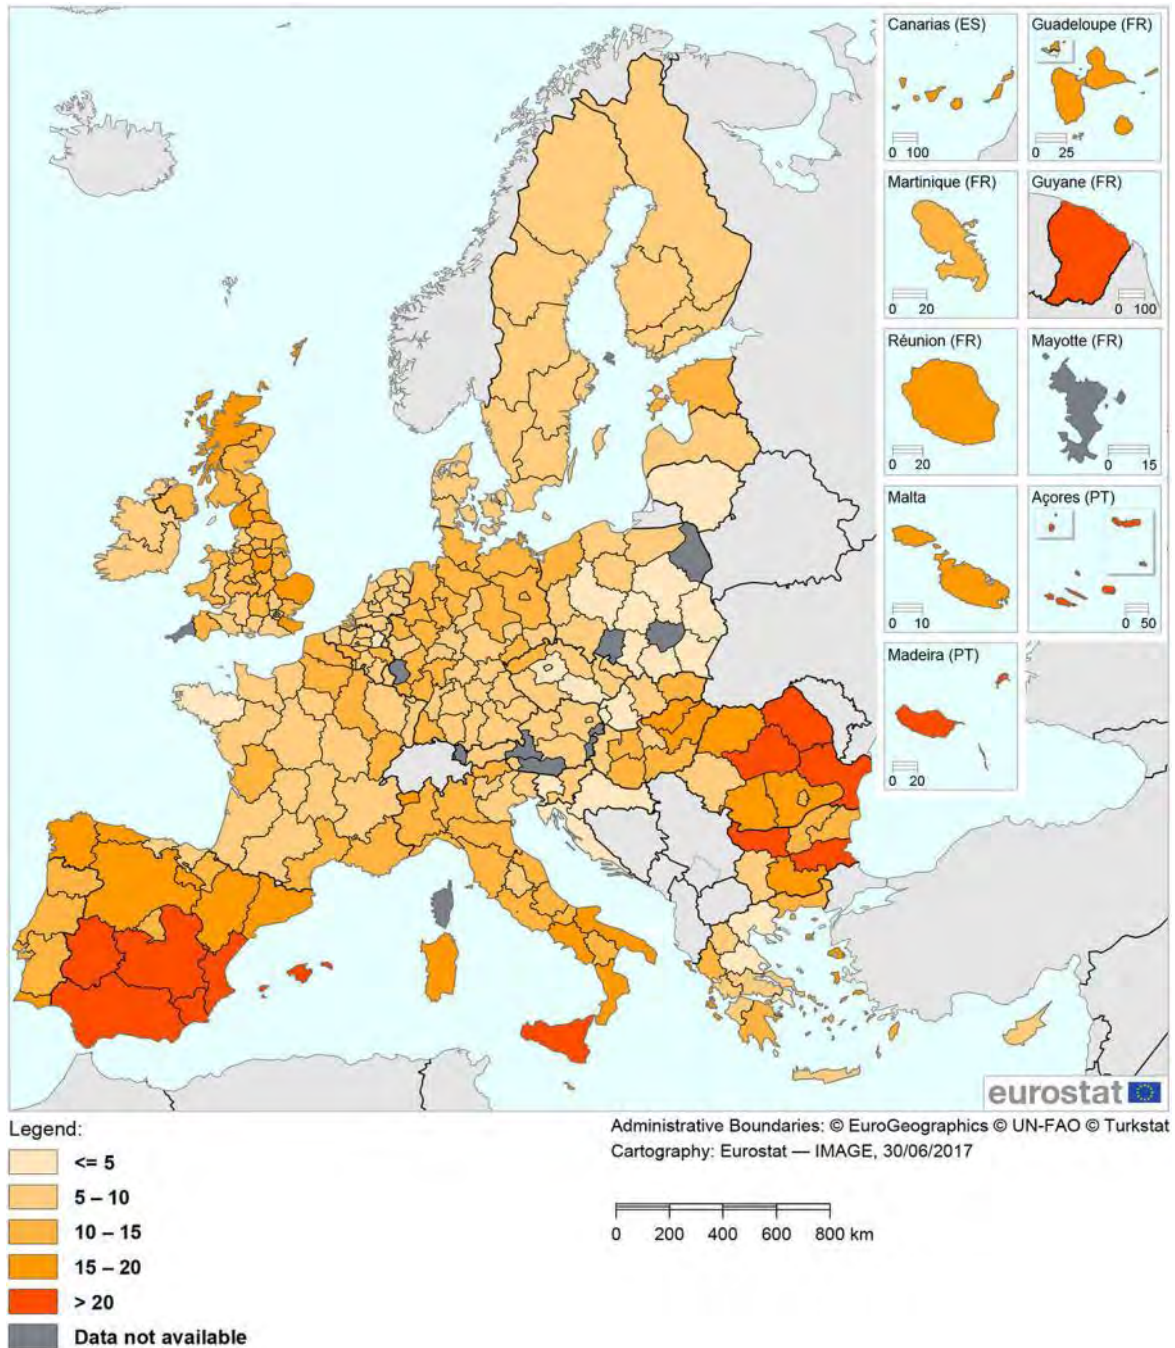 Canarias (ES)
0 100
Guadeloupe (FR)
0 25
Martinique (FR)
0 20
Guyane (FR)
0 100
Réunion (FR)
0 20
Mayotte (FR)
0 15
Malta
0 10
Açores (PT)
0 50
Madeira (PT)
0 20
eurostat
Legend:
<= 5
5 – 10
10 – 15
15 – 20
> 20
Data not available
Administrative Boundaries: © EuroGeographics © UN-FAO © Turkstat
Cartography: Eurostat — IMAGE, 30/06/2017
0 200 400 600 800 km